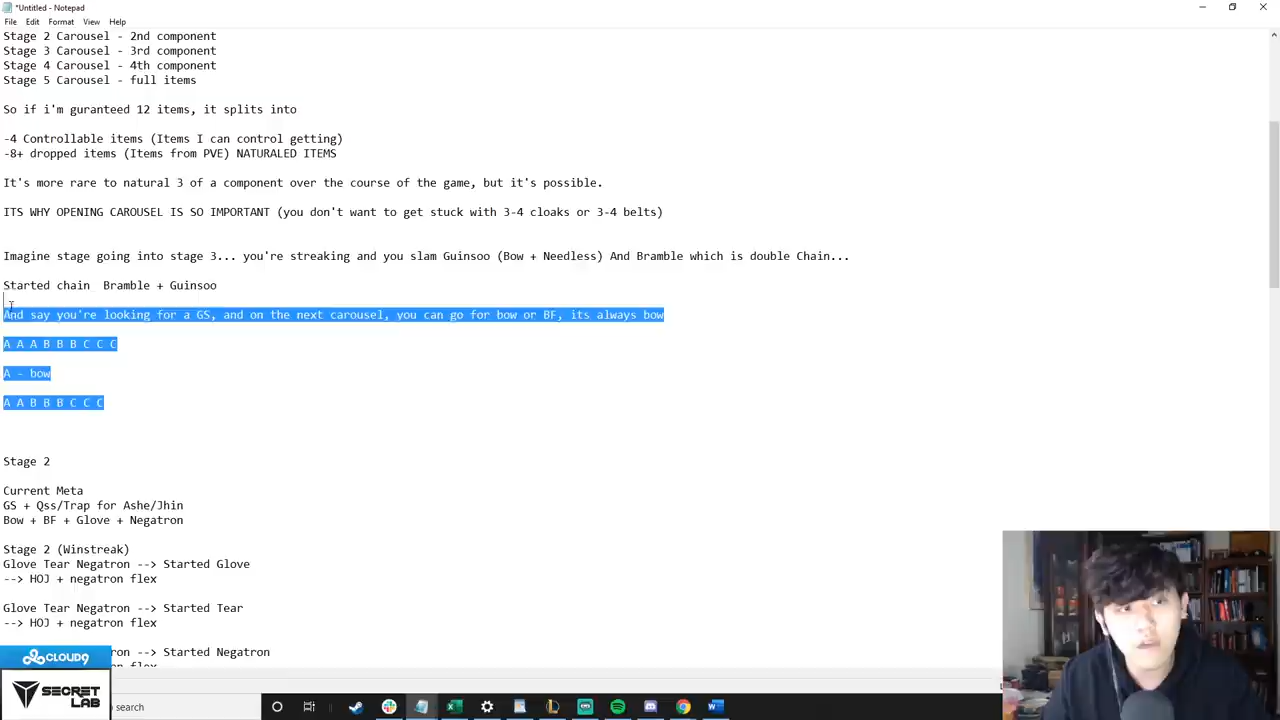 *Untitled - Notepad
File Edit Format View Help
Stage 2 Carousel - 2nd component
Stage 3 Carousel - 3rd component
Stage 4 Carousel - 4th component
Stage 5 Carousel - full items
So if i'm guranteed 12 items, it splits into
-4 Controllable items (Items I can control getting)
-8+ dropped items (Items from PVE) NATURALED ITEMS
It's more rare to natural 3 of a component over the course of the game, but it's possible.
ITS WHY OPENING CAROUSEL IS SO IMPORTANT (you don't want to get stuck with 3-4 cloaks or 3-4 belts)
Imagine stage going into stage 3... you're streaking and you slam Guinsoo (Bow + Needless) And Bramble which is double Chain...
Started chain  Bramble + Guinsoo
And say you're looking for a GS, and on the next carousel, you can go for bow or BF, its always bow
A A A B B B C C C
A - bow
A A B B B C C C
Stage 2
Current Meta
GS + Qss/Trap for Ashe/Jhin
Bow + BF + Glove + Negatron
Stage 2 (Winstreak)
Glove Tear Negatron --> Started Glove
--> HOJ + negatron flex
Glove Tear Negatron --> Started Tear
--> HOJ + negatron flex
--> Started Negatron
flex
CLOUD9
SECRET
LAB
search